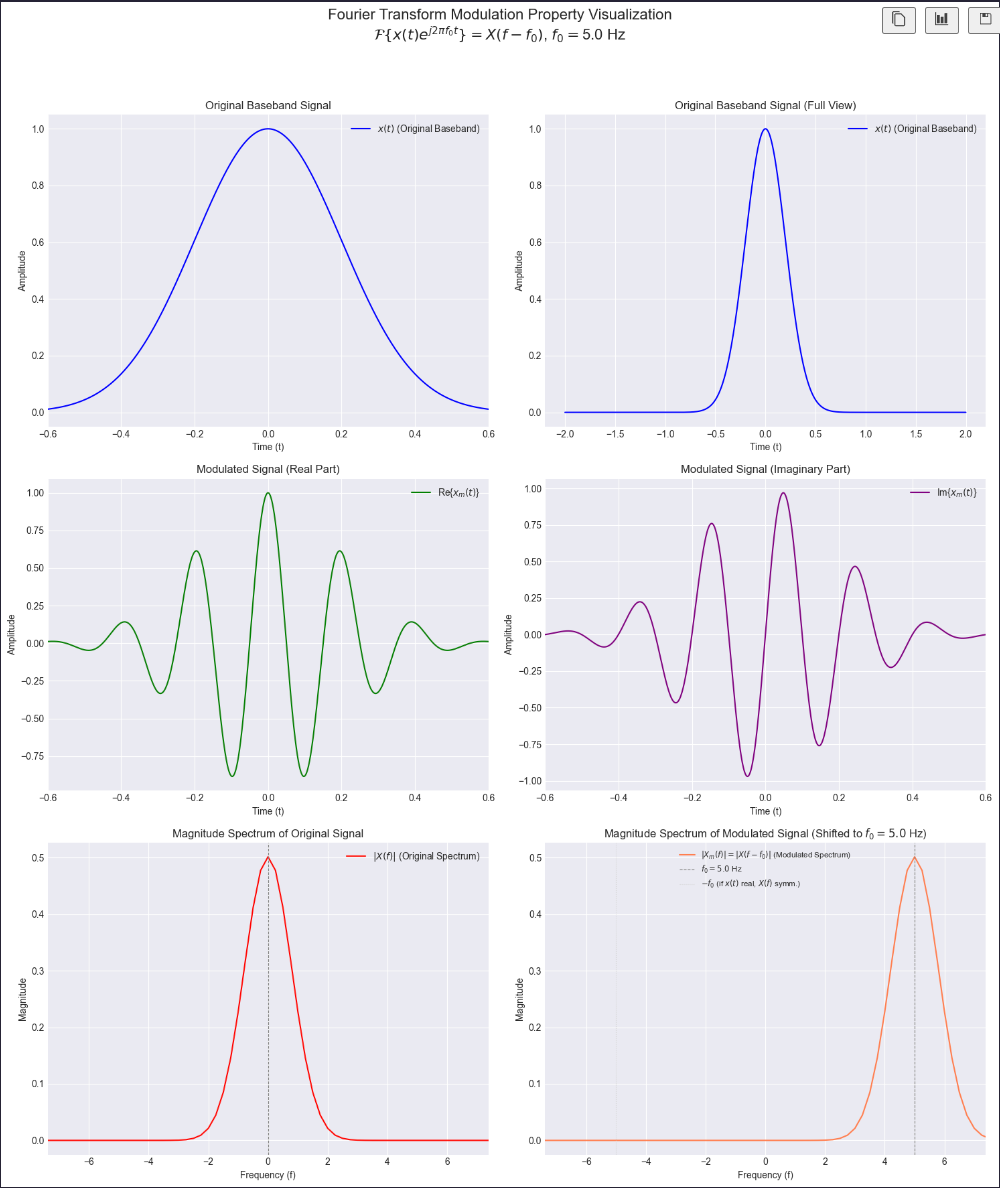 Fourier Transform Modulation Property Visualization
ℱ{x(t)e^{j2πf₀t}} = X(f − f₀), f₀ = 5.0 Hz
Original Baseband Signal
x(t) (Original Baseband)
Amplitude
1.0
0.8
0.6
0.4
0.2
0.0
−0.6 −0.4 −0.2 0.0 0.2 0.4 0.6
Time (t)
Original Baseband Signal (Full View)
x(t) (Original Baseband)
Amplitude
1.0
0.8
0.6
0.4
0.2
0.0
−2.0 −1.5 −1.0 −0.5 0.0 0.5 1.0 1.5 2.0
Time (t)
Modulated Signal (Real Part)
Re{xₘ(t)}
Amplitude
1.00
0.75
0.50
0.25
0.00
−0.25
−0.50
−0.75
−0.6 −0.4 −0.2 0.0 0.2 0.4 0.6
Time (t)
Modulated Signal (Imaginary Part)
Im{xₘ(t)}
Amplitude
1.00
0.75
0.50
0.25
0.00
−0.25
−0.50
−0.75
−1.00
−0.6 −0.4 −0.2 0.0 0.2 0.4 0.6
Time (t)
Magnitude Spectrum of Original Signal
|X(f)| (Original Spectrum)
Magnitude
0.5
0.4
0.3
0.2
0.1
0.0
−6 −4 −2 0 2 4 6
Frequency (f)
Magnitude Spectrum of Modulated Signal (Shifted to f₀ = 5.0 Hz)
|Xₘ(f)| = |X(f − f₀)| (Modulated Spectrum)
f₀ = 5.0 Hz
−f₀ (if x(t) real, X(f) symm.)
Magnitude
0.5
0.4
0.3
0.2
0.1
0.0
−6 −4 −2 0 2 4 6
Frequency (f)